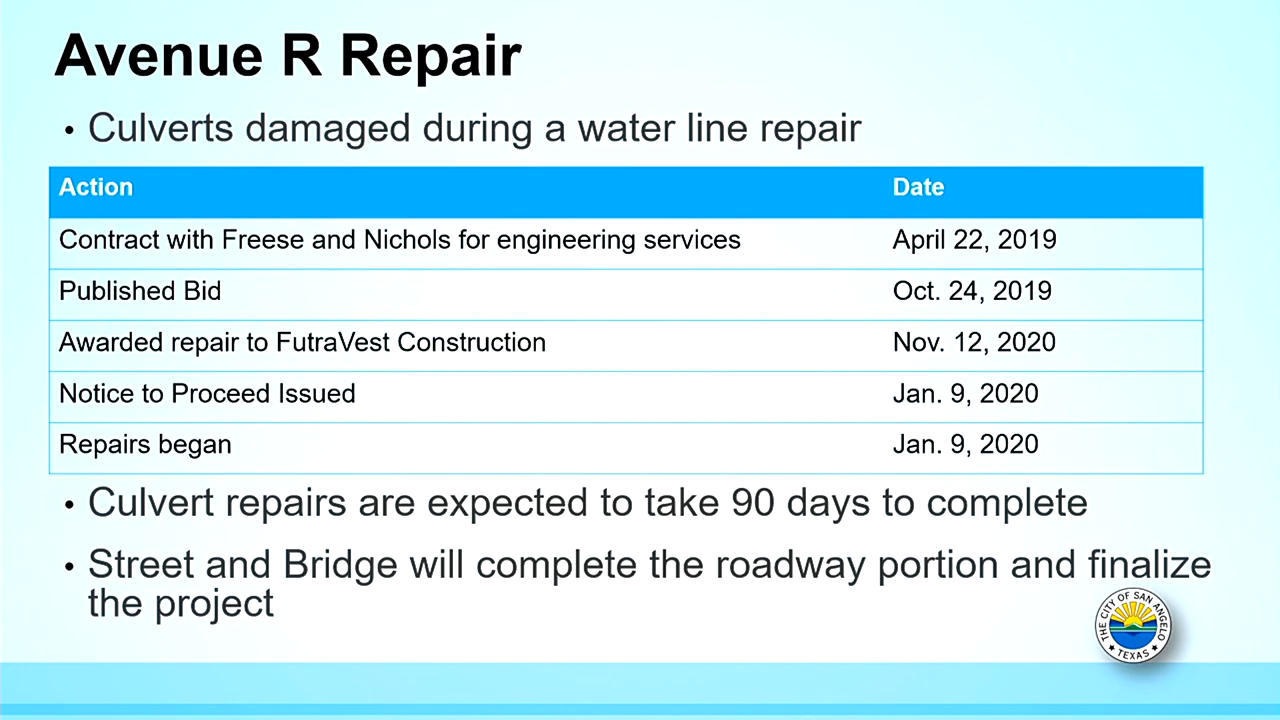 Avenue R Repair
• Culverts damaged during a water line repair
Action Date
Contract with Freese and Nichols for engineering services April 22, 2019
Published Bid Oct. 24, 2019
Awarded repair to FutraVest Construction Nov. 12, 2020
Notice to Proceed Issued Jan. 9, 2020
Repairs began Jan. 9, 2020
• Culvert repairs are expected to take 90 days to complete
• Street and Bridge will complete the roadway portion and finalize
the project
THE CITY OF SAN ANGELO
TEXAS